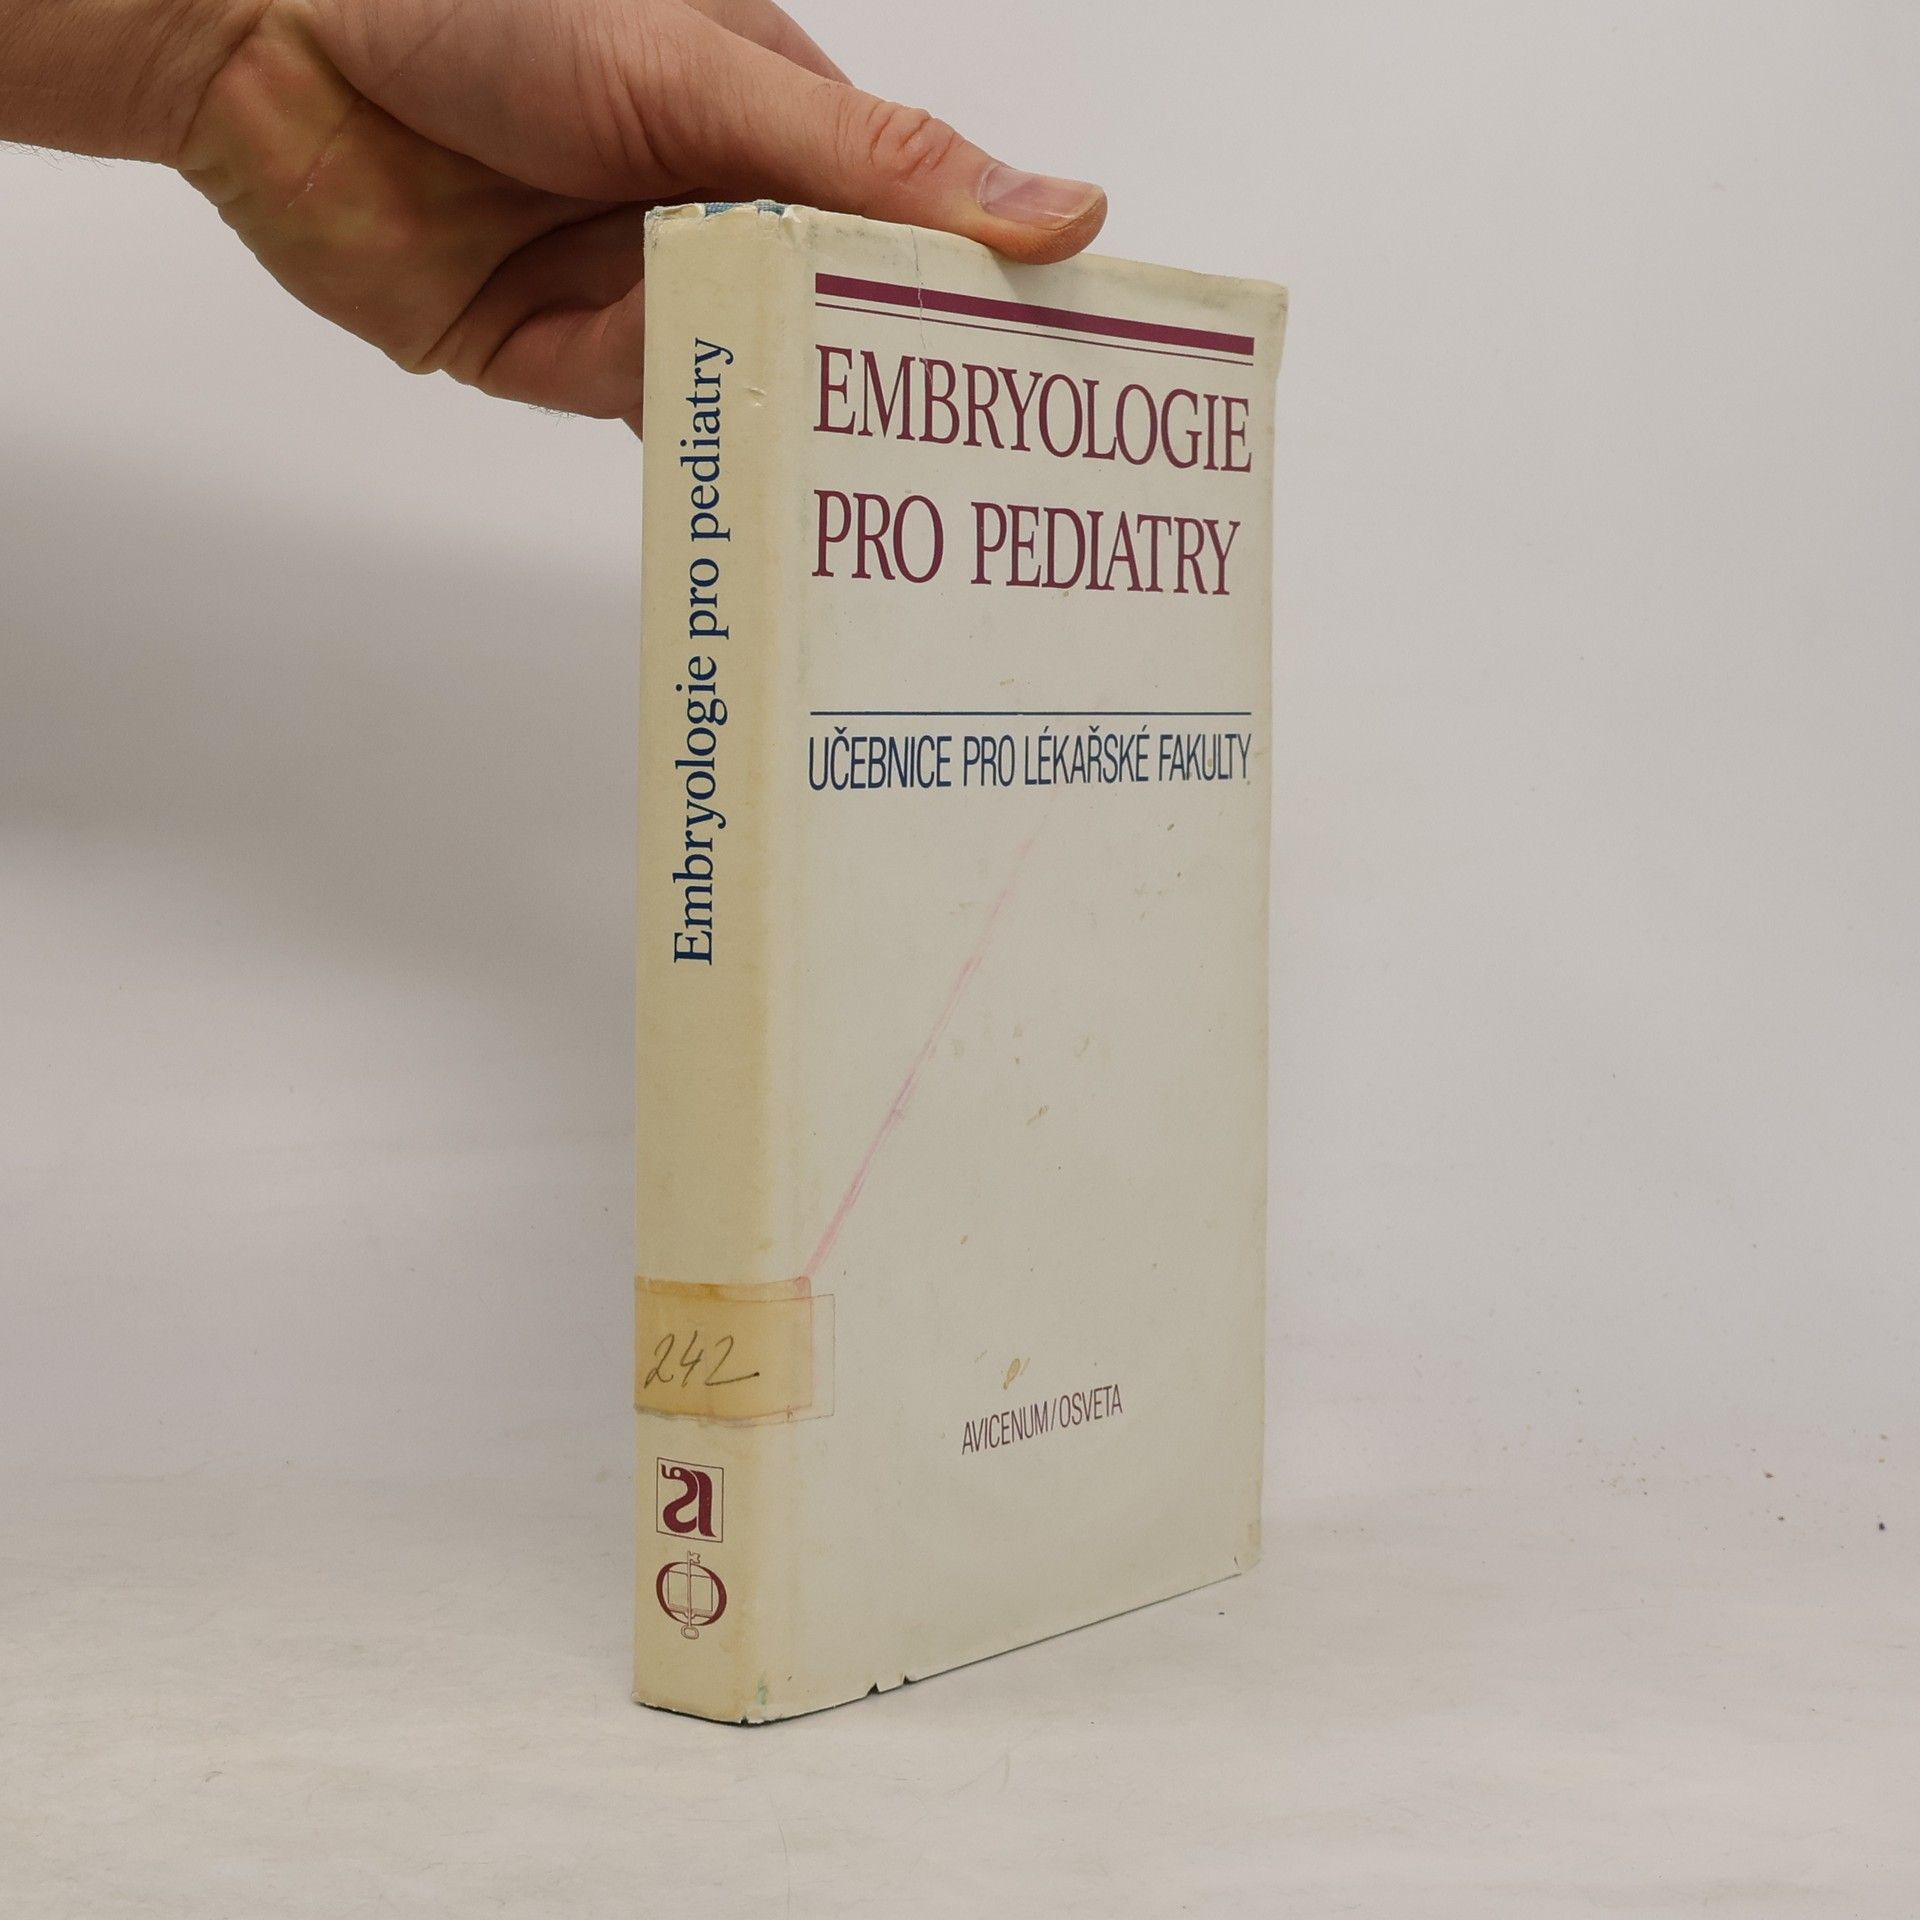 Embryologie pro pediatry
242
EMBRYOLOGIE
PRO PEDIATRY
UČEBNICE PRO LÉKAŘSKÉ FAKULTY
AVICENUM/OSVETA